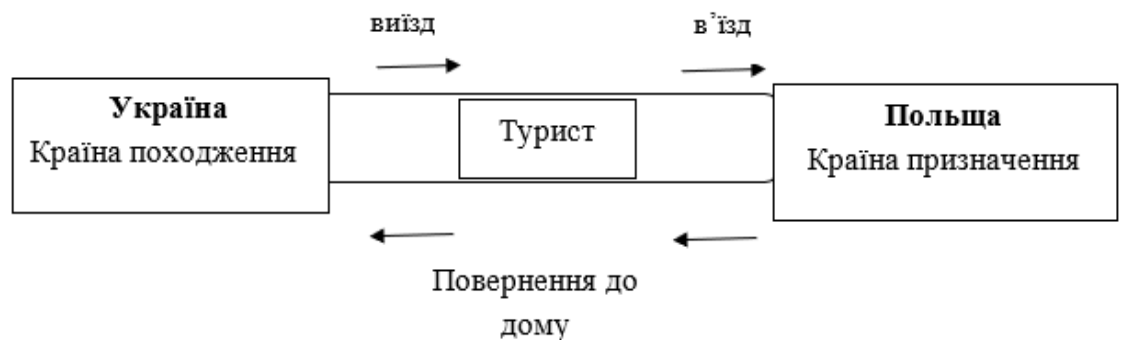 виїзд
в’їзд
Україна
Країна походження
Турист
Польща
Країна призначення
Повернення до
дому